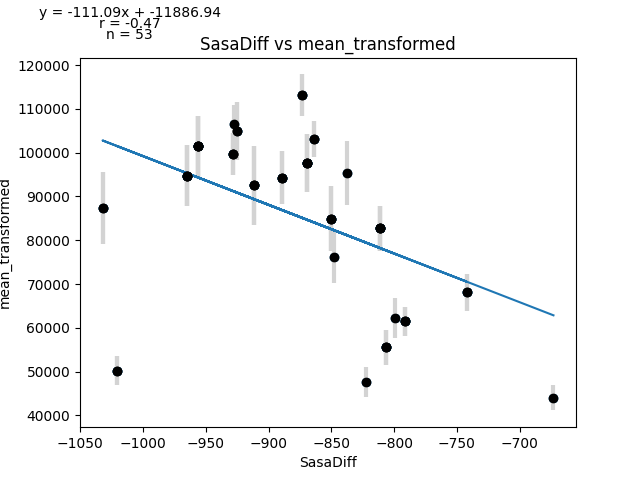 y = -111.09x + -11886.94
r = -0.47
n = 53
SasaDiff vs mean_transformed
120000
110000
100000
90000
80000
70000
60000
50000
40000
mean_transformed
−1050 −1000 −950 −900 −850 −800 −750 −700
SasaDiff